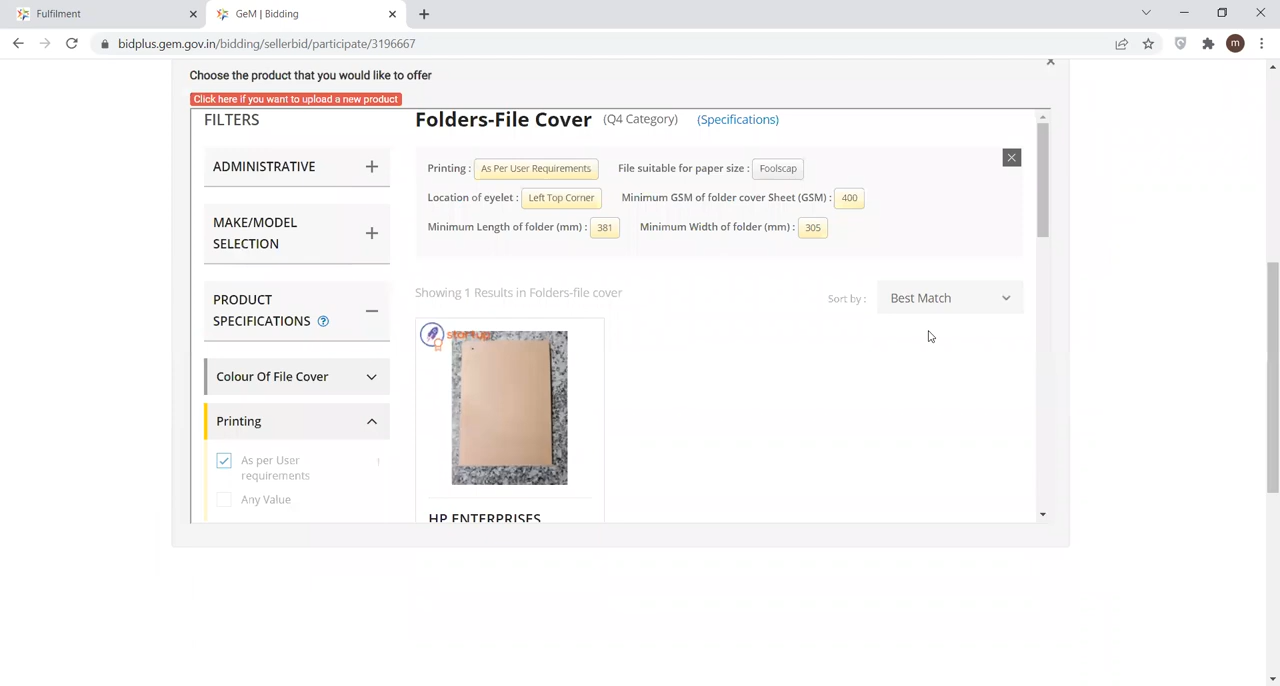 Fulfilment
GeM | Bidding
bidplus.gem.gov.in/bidding/sellerbid/participate/3196667
m
Choose the product that you would like to offer
Click here if you want to upload a new product
FILTERS
Folders-File Cover (Q4 Category) (Specifications)
ADMINISTRATIVE
MAKE/MODEL
SELECTION
PRODUCT
SPECIFICATIONS
Colour Of File Cover
Printing
As per User
requirements
Any Value
Printing : As Per User Requirements File suitable for paper size : Foolscap
Location of eyelet : Left Top Corner Minimum GSM of folder cover Sheet (GSM) : 400
Minimum Length of folder (mm) : 381 Minimum Width of folder (mm) : 305
Showing 1 Results in Folders-file cover
Sort by : Best Match
startup
HP ENTERPRISES